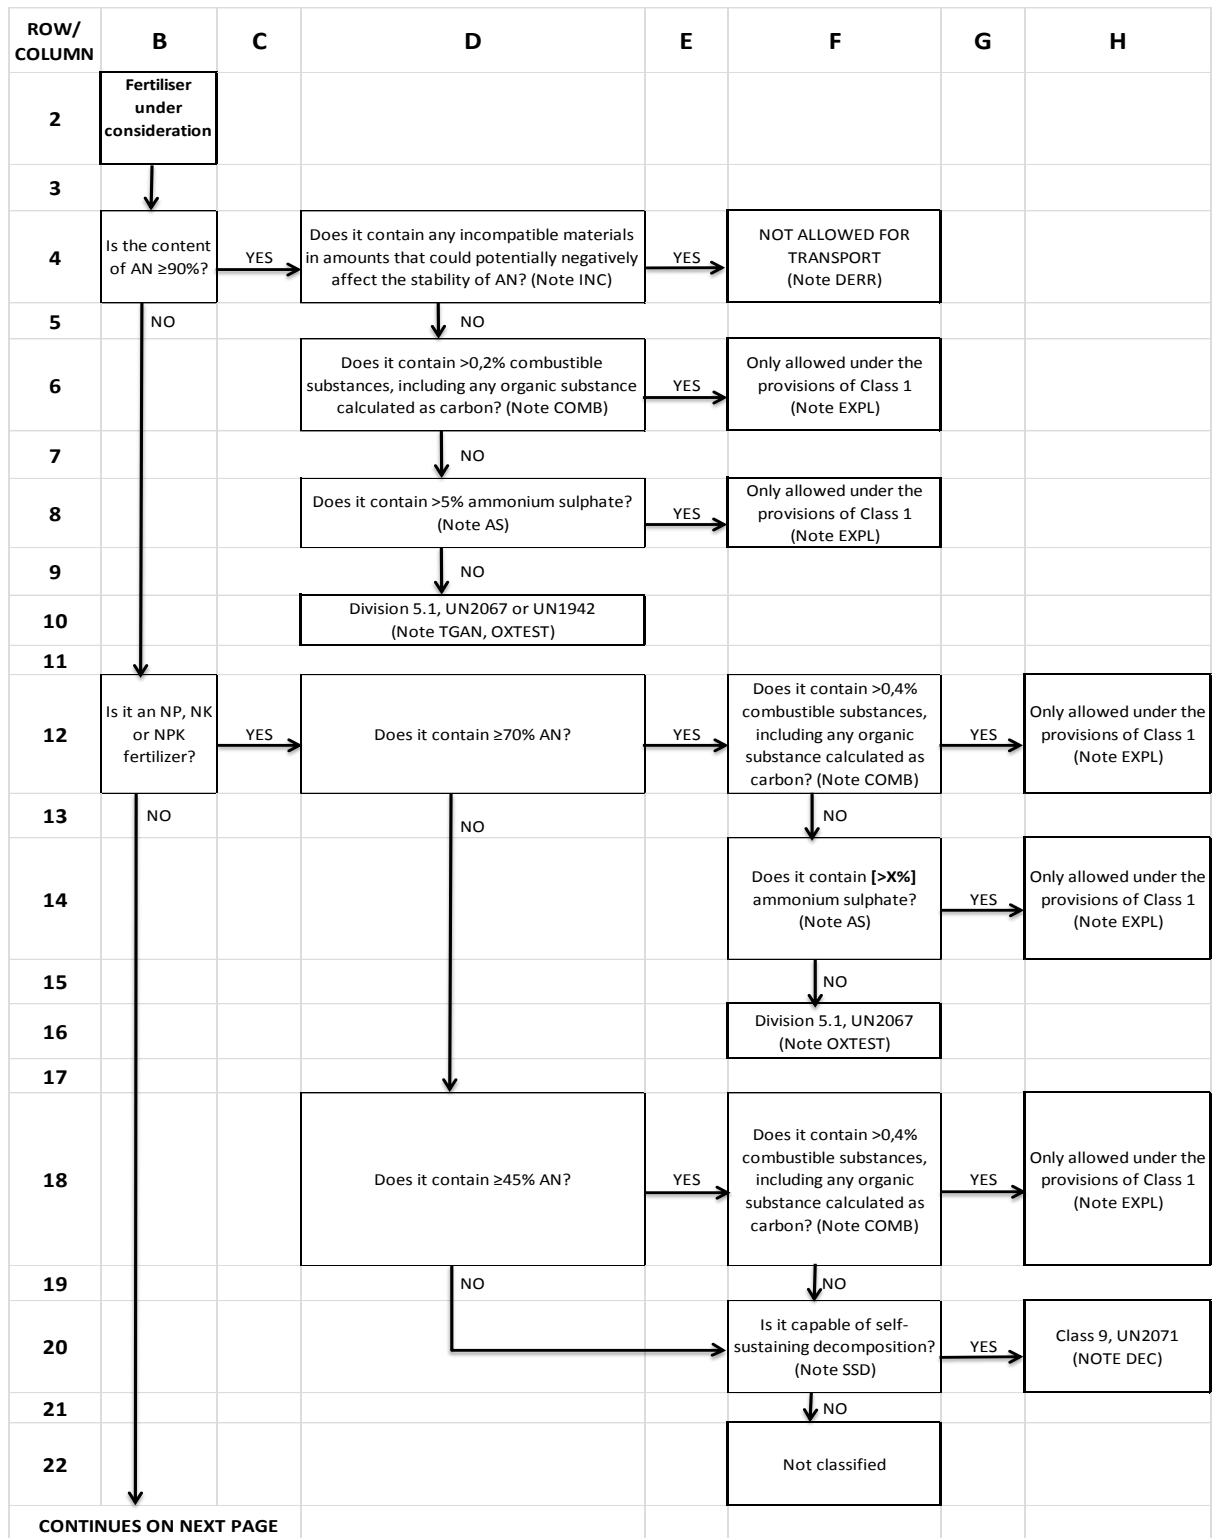 ROW/
COLUMN
B
C
D
E
F
G
H
2
Fertiliser
under
consideration
3
4
Is the content
of AN ≥90%?
YES
Does it contain any incompatible materials
in amounts that could potentially negatively
affect the stability of AN? (Note INC)
YES
NOT ALLOWED FOR
TRANSPORT
(Note DERR)
5
NO
NO
6
Does it contain >0,2% combustible
substances, including any organic substance
calculated as carbon? (Note COMB)
YES
Only allowed under the
provisions of Class 1
(Note EXPL)
7
NO
8
Does it contain >5% ammonium sulphate?
(Note AS)
YES
Only allowed under the
provisions of Class 1
(Note EXPL)
9
NO
10
Division 5.1, UN2067 or UN1942
(Note TGAN, OXTEST)
11
12
Is it an NP, NK
or NPK
fertilizer?
YES
Does it contain ≥70% AN?
YES
Does it contain >0,4%
combustible substances,
including any organic
substance calculated as
carbon? (Note COMB)
YES
Only allowed under the
provisions of Class 1
(Note EXPL)
13
NO
NO
NO
14
Does it contain [>X%]
ammonium sulphate?
(Note AS)
YES
Only allowed under the
provisions of Class 1
(Note EXPL)
15
NO
16
Division 5.1, UN2067
(Note OXTEST)
17
18
Does it contain ≥45% AN?
YES
Does it contain >0,4%
combustible substances,
including any organic
substance calculated as
carbon? (Note COMB)
YES
Only allowed under the
provisions of Class 1
(Note EXPL)
19
NO
NO
20
Is it capable of self-
sustaining decomposition?
(Note SSD)
YES
Class 9, UN2071
(NOTE DEC)
21
NO
22
Not classified
CONTINUES ON NEXT PAGE